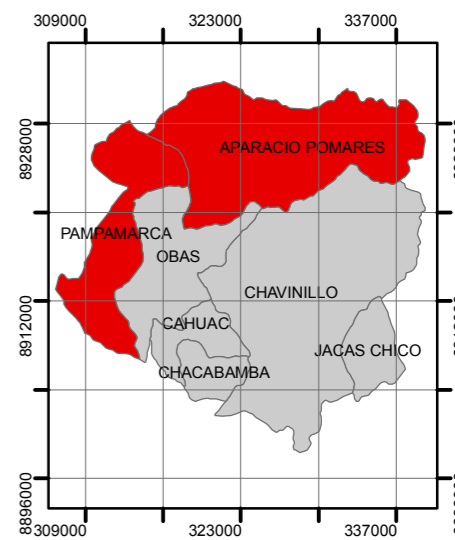 309000 323000 337000
8928000
APARACIO POMARES
PAMPAMARCA
OBAS
CHAVINILLO
8912000
CAHUAC
JACAS CHICO
CHACABAMBA
8896000
309000 323000 337000